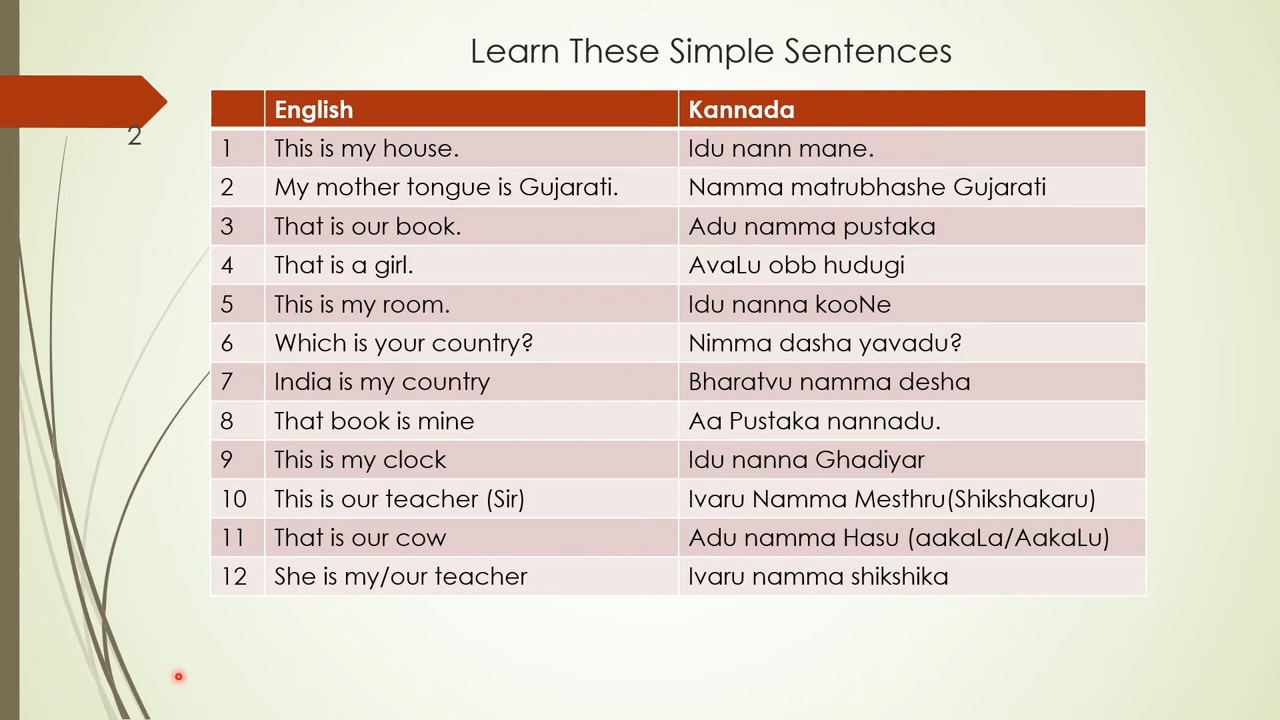 Learn These Simple Sentences
2
English Kannada
1 This is my house. Idu nann mane.
2 My mother tongue is Gujarati. Namma matrubhashe Gujarati
3 That is our book. Adu namma pustaka
4 That is a girl. AvaLu obb hudugi
5 This is my room. Idu nanna kooNe
6 Which is your country? Nimma dasha yavadu?
7 India is my country Bharatvu namma desha
8 That book is mine Aa Pustaka nannadu.
9 This is my clock Idu nanna Ghadiyar
10 This is our teacher (Sir) Ivaru Namma Mesthru(Shikshakaru)
11 That is our cow Adu namma Hasu (aakaLa/AakaLu)
12 She is my/our teacher Ivaru namma shikshika